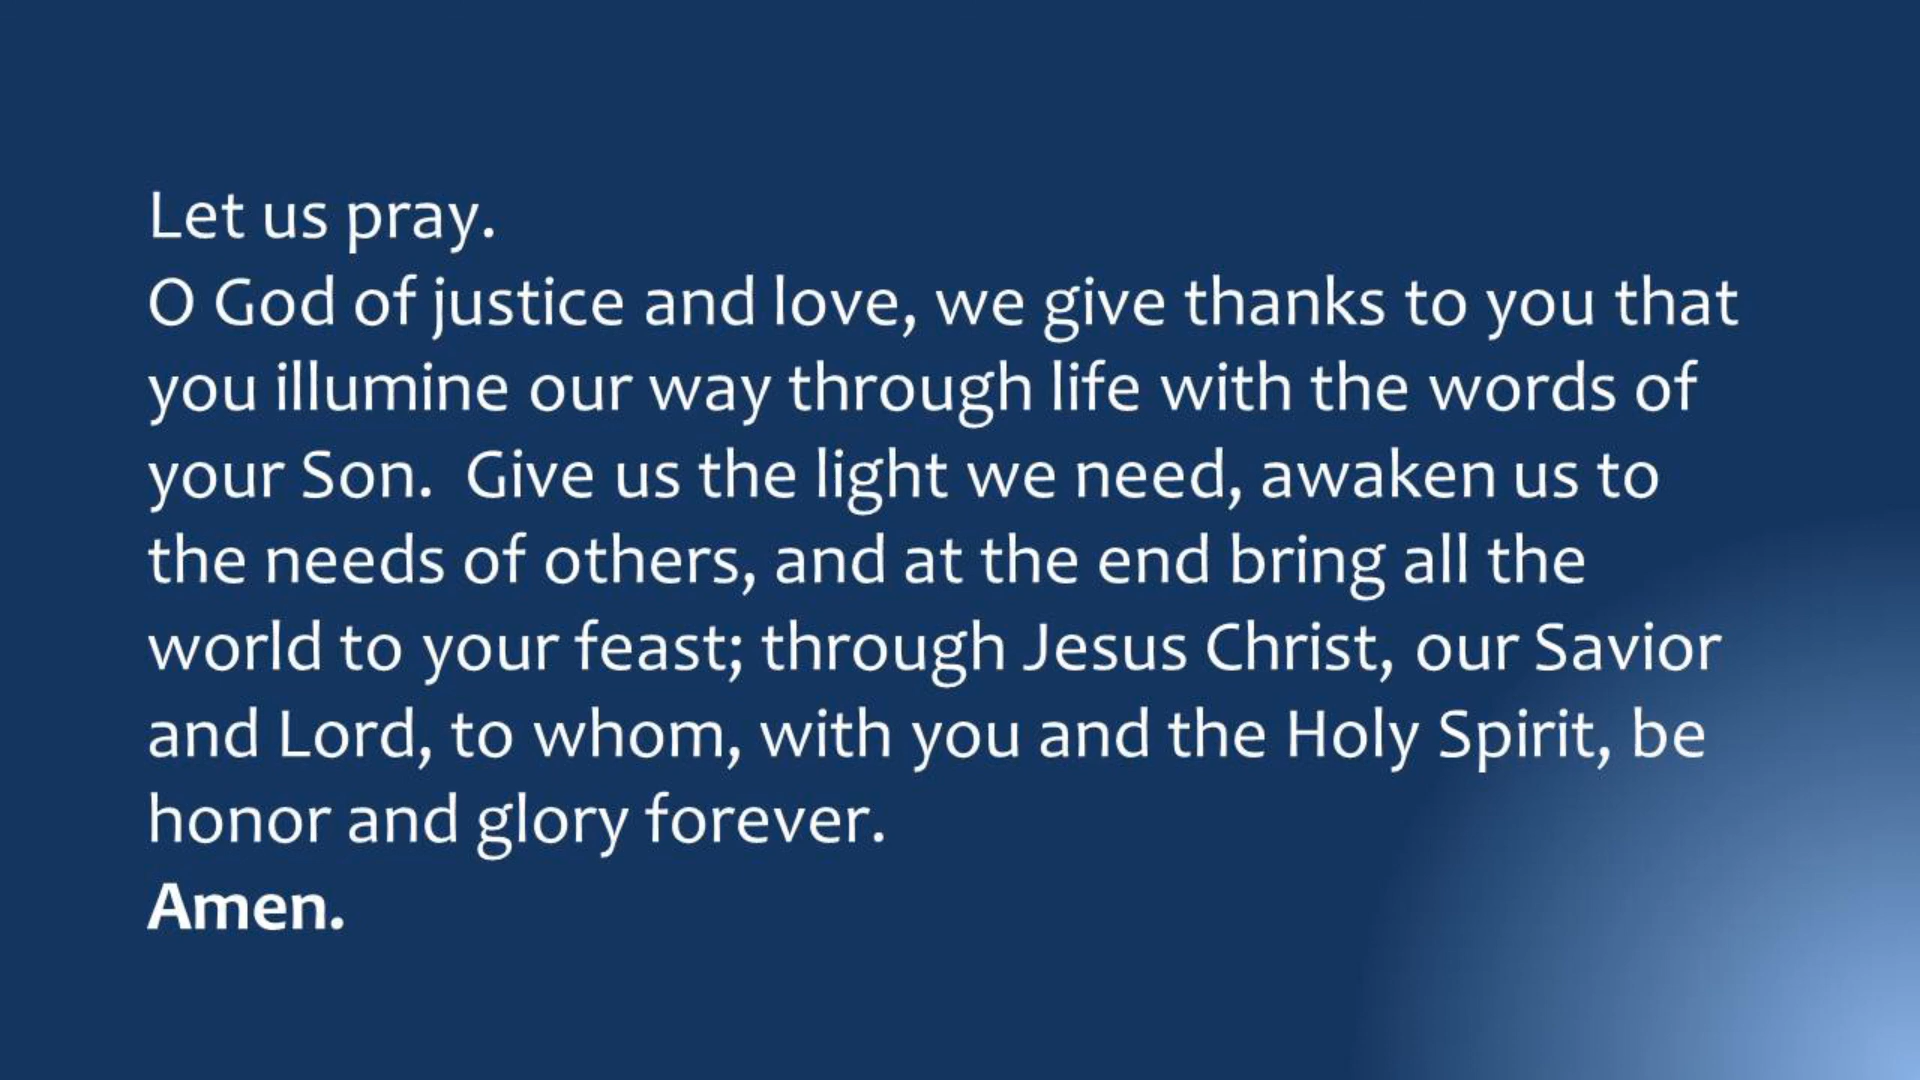 Let us pray.
O God of justice and love, we give thanks to you that
you illumine our way through life with the words of
your Son.  Give us the light we need, awaken us to
the needs of others, and at the end bring all the
world to your feast; through Jesus Christ, our Savior
and Lord, to whom, with you and the Holy Spirit, be
honor and glory forever.
Amen.